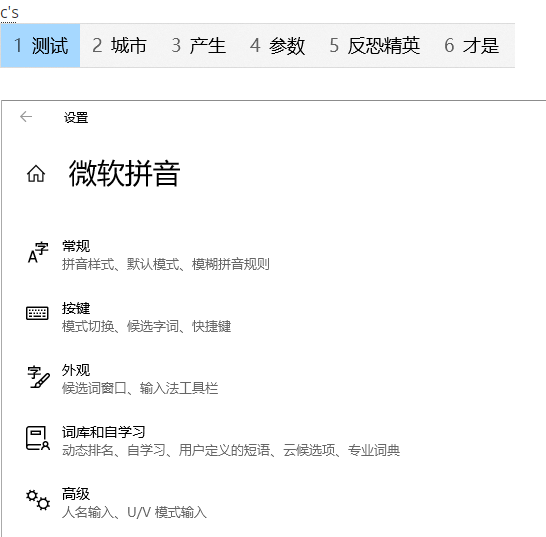 c's
1 测试 2 城市 3 产生 4 参数 5 反恐精英 6 才是
设置
微软拼音
常规
拼音样式、默认模式、模糊拼音规则
按键
模式切换、候选字词、快捷键
外观
候选词窗口、输入法工具栏
词库和自学习
动态排名、自学习、用户定义的短语、云候选项、专业词典
高级
人名输入、U/V 模式输入